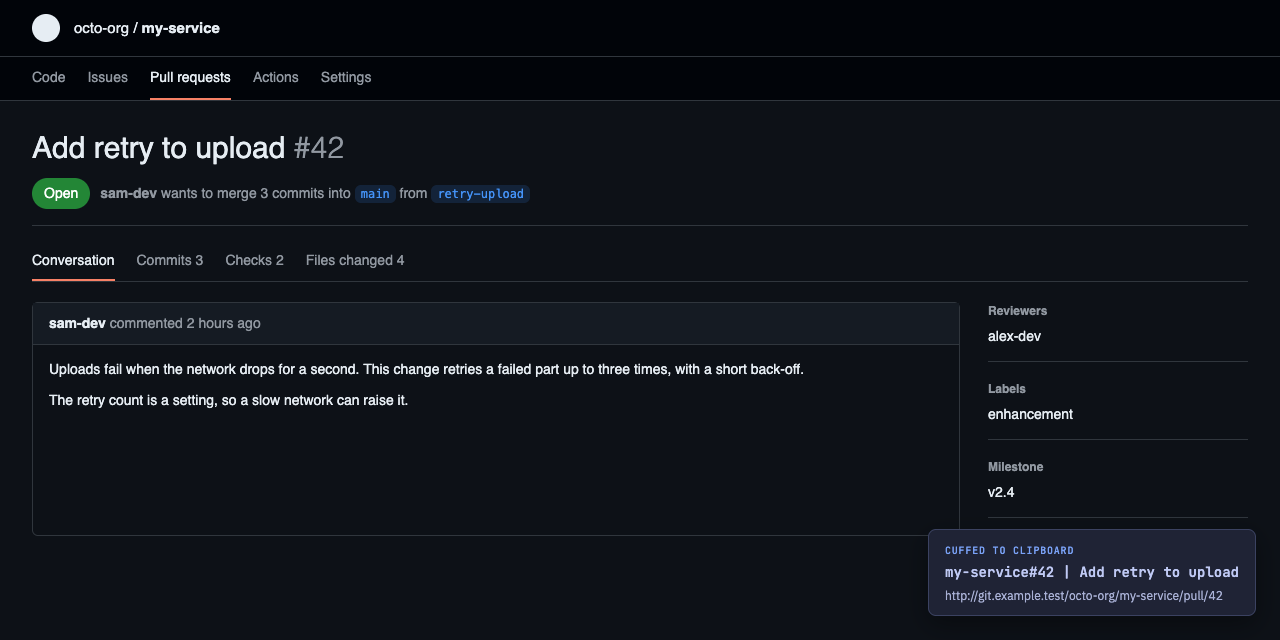 octo-org / my-service
Code Issues Pull requests Actions Settings
Add retry to upload #42
Open sam-dev wants to merge 3 commits into main from retry-upload
Conversation Commits 3 Checks 2 Files changed 4
sam-dev commented 2 hours ago
Uploads fail when the network drops for a second. This change retries a failed part up to three times, with a short back-off.
The retry count is a setting, so a slow network can raise it.
Reviewers
alex-dev
Labels
enhancement
Milestone
v2.4
CUFFED TO CLIPBOARD
my-service#42 | Add retry to upload
http://git.example.test/octo-org/my-service/pull/42